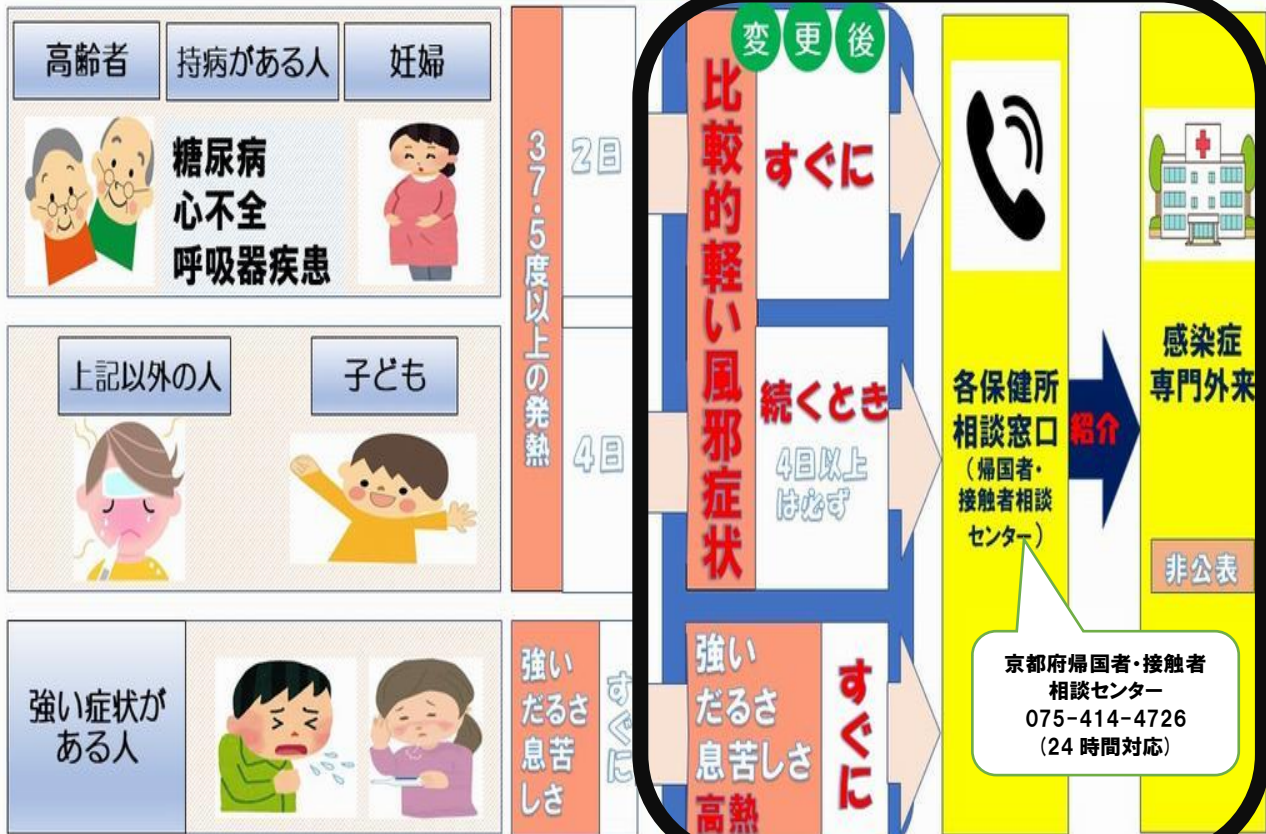 高齢者
持病がある人
妊婦
糖尿病
心不全
呼吸器疾患
37・5度以上の発熱
2日
4日
上記以外の人
子ども
強い症状が
ある人
強い
だるさ
息苦
しさ
すぐに
変更後
比較的軽い風邪症状
すぐに
続くとき
4日以上
は必ず
強い
だるさ
息苦しさ
高熱
すぐに
各保健所
相談窓口
(帰国者・
接触者相談
センター)
紹介
感染症
専門外来
非公表
京都府帰国者・接触者
相談センター
075-414-4726
(24時間対応)